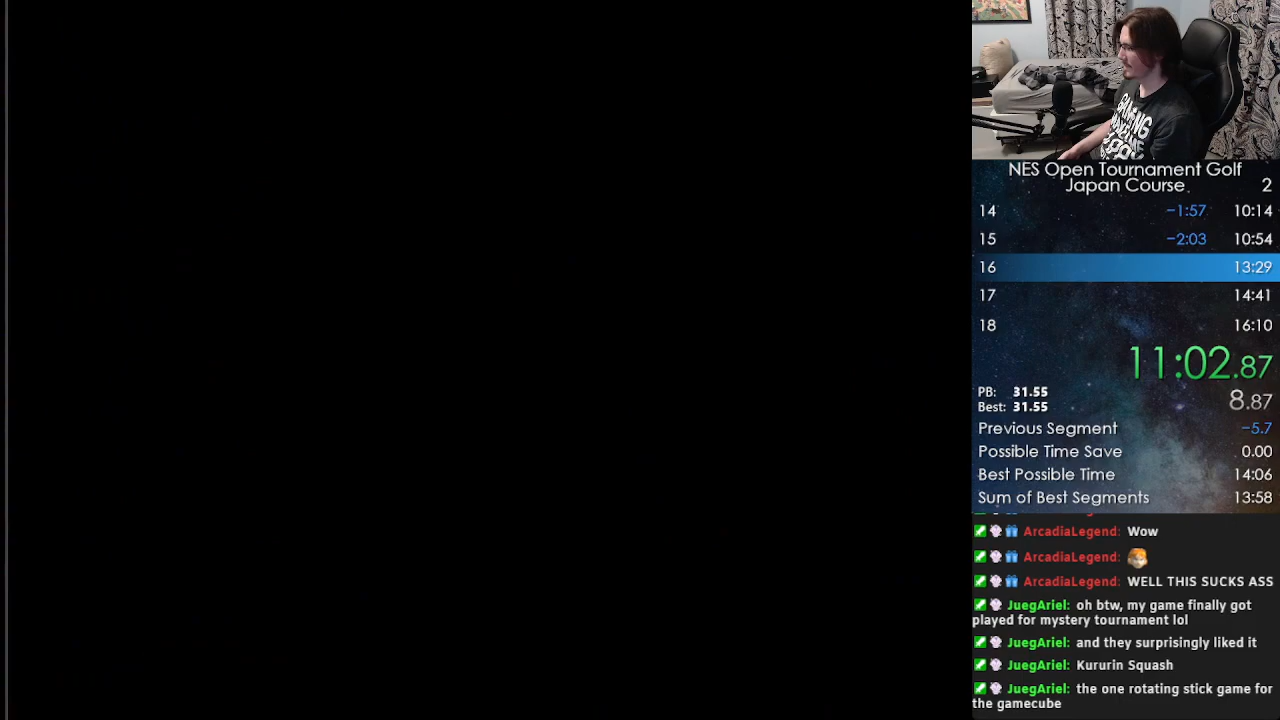 NES Open Tournament Golf
Japan Course 2
14 -1:57 10:14
15 -2:03 10:54
16 13:29
17 14:41
18 16:10
11:02.87
PB: 31.55
Best: 31.55
8.87
Previous Segment -5.7
Possible Time Save 0.00
Best Possible Time 14:06
Sum of Best Segments 13:58
ArcadiaLegend: Wow
ArcadiaLegend:
ArcadiaLegend: WELL THIS SUCKS ASS
JuegAriel: oh btw, my game finally got
played for mystery tournament lol
JuegAriel: and they surprisingly liked it
JuegAriel: Kururin Squash
JuegAriel: the one rotating stick game for
the gamecube